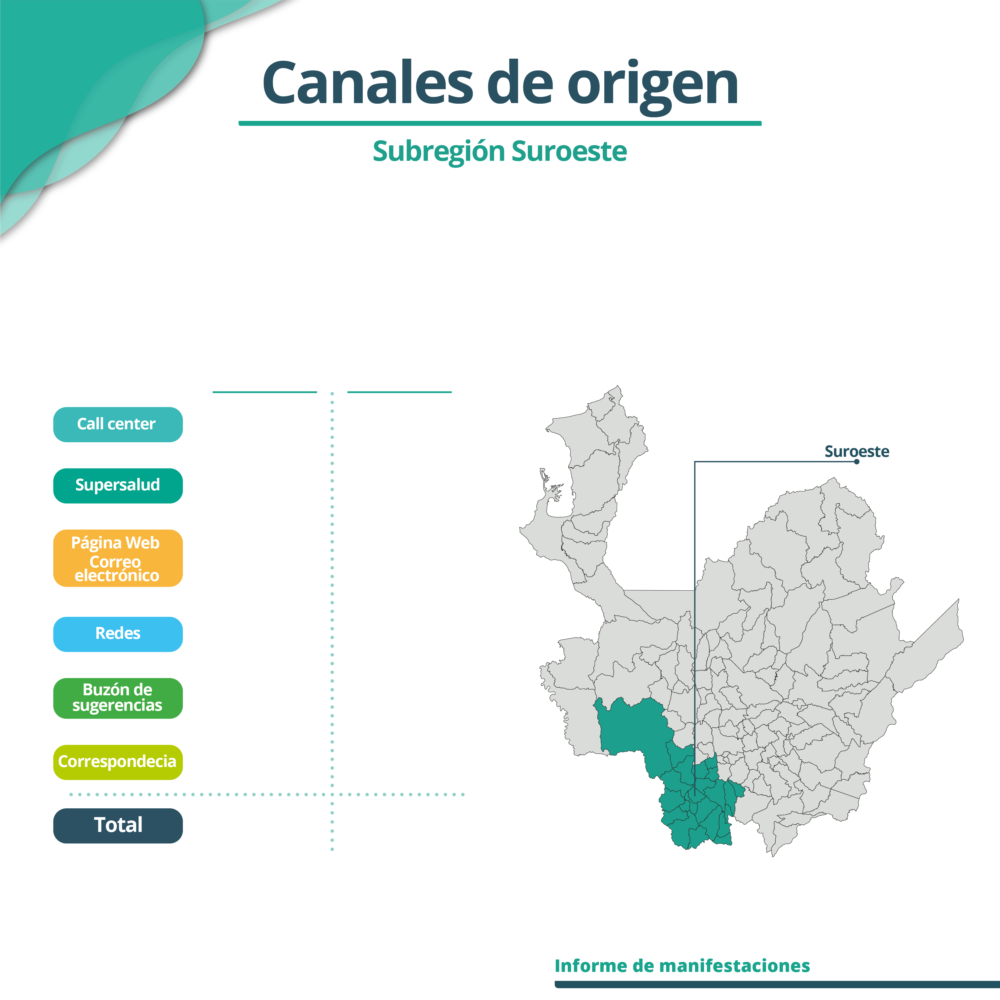 Canales de origen
Subregión Suroeste
Call center
Supersalud
Página Web
Correo
electrónico
Redes
Buzón de
sugerencias
Correspondecia
Total
Suroeste
Informe de manifestaciones